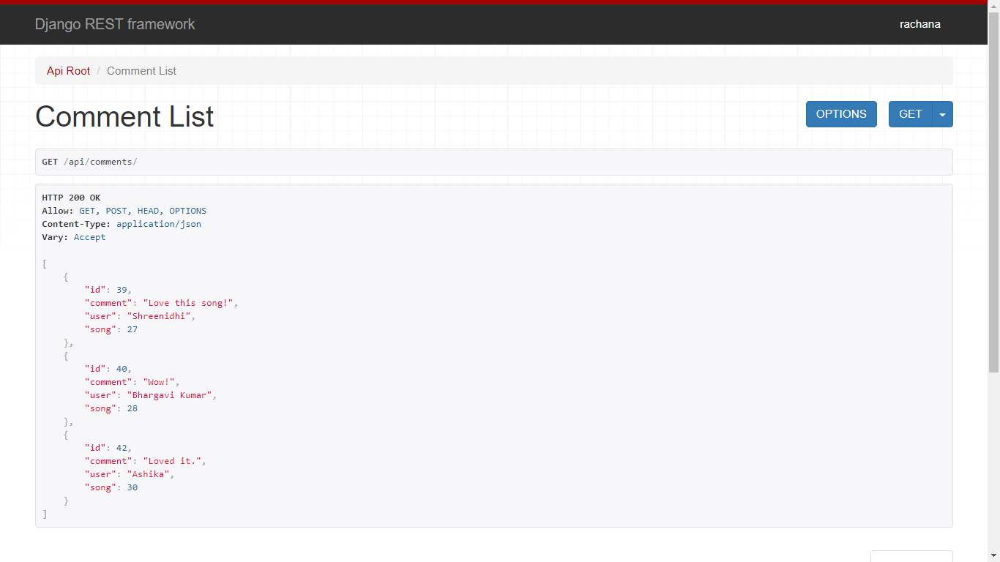 Django REST framework
rachana
Api Root / Comment List
Comment List
OPTIONS
GET
GET /api/comments/
HTTP 200 OK
Allow: GET, POST, HEAD, OPTIONS
Content-Type: application/json
Vary: Accept
[
    {
        "id": 39,
        "comment": "Love this song!",
        "user": "Shreenidhi",
        "song": 27
    },
    {
        "id": 40,
        "comment": "Wow!",
        "user": "Bhargavi Kumar",
        "song": 28
    },
    {
        "id": 42,
        "comment": "Loved it.",
        "user": "Ashika",
        "song": 30
    }
]